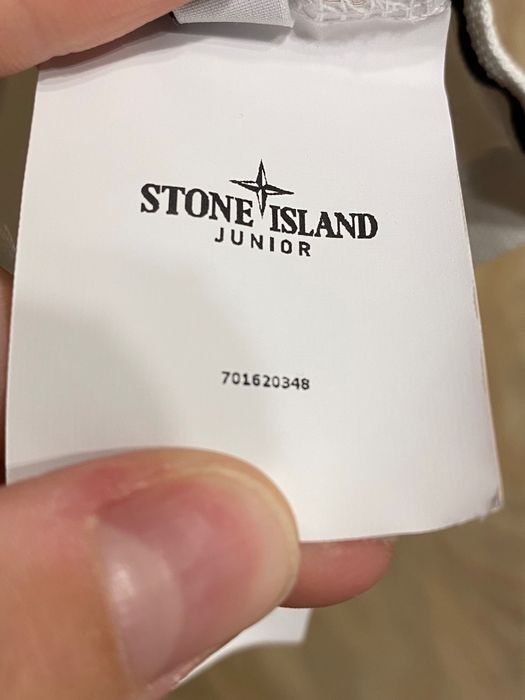 STONE ISLAND
JUNIOR
701620348